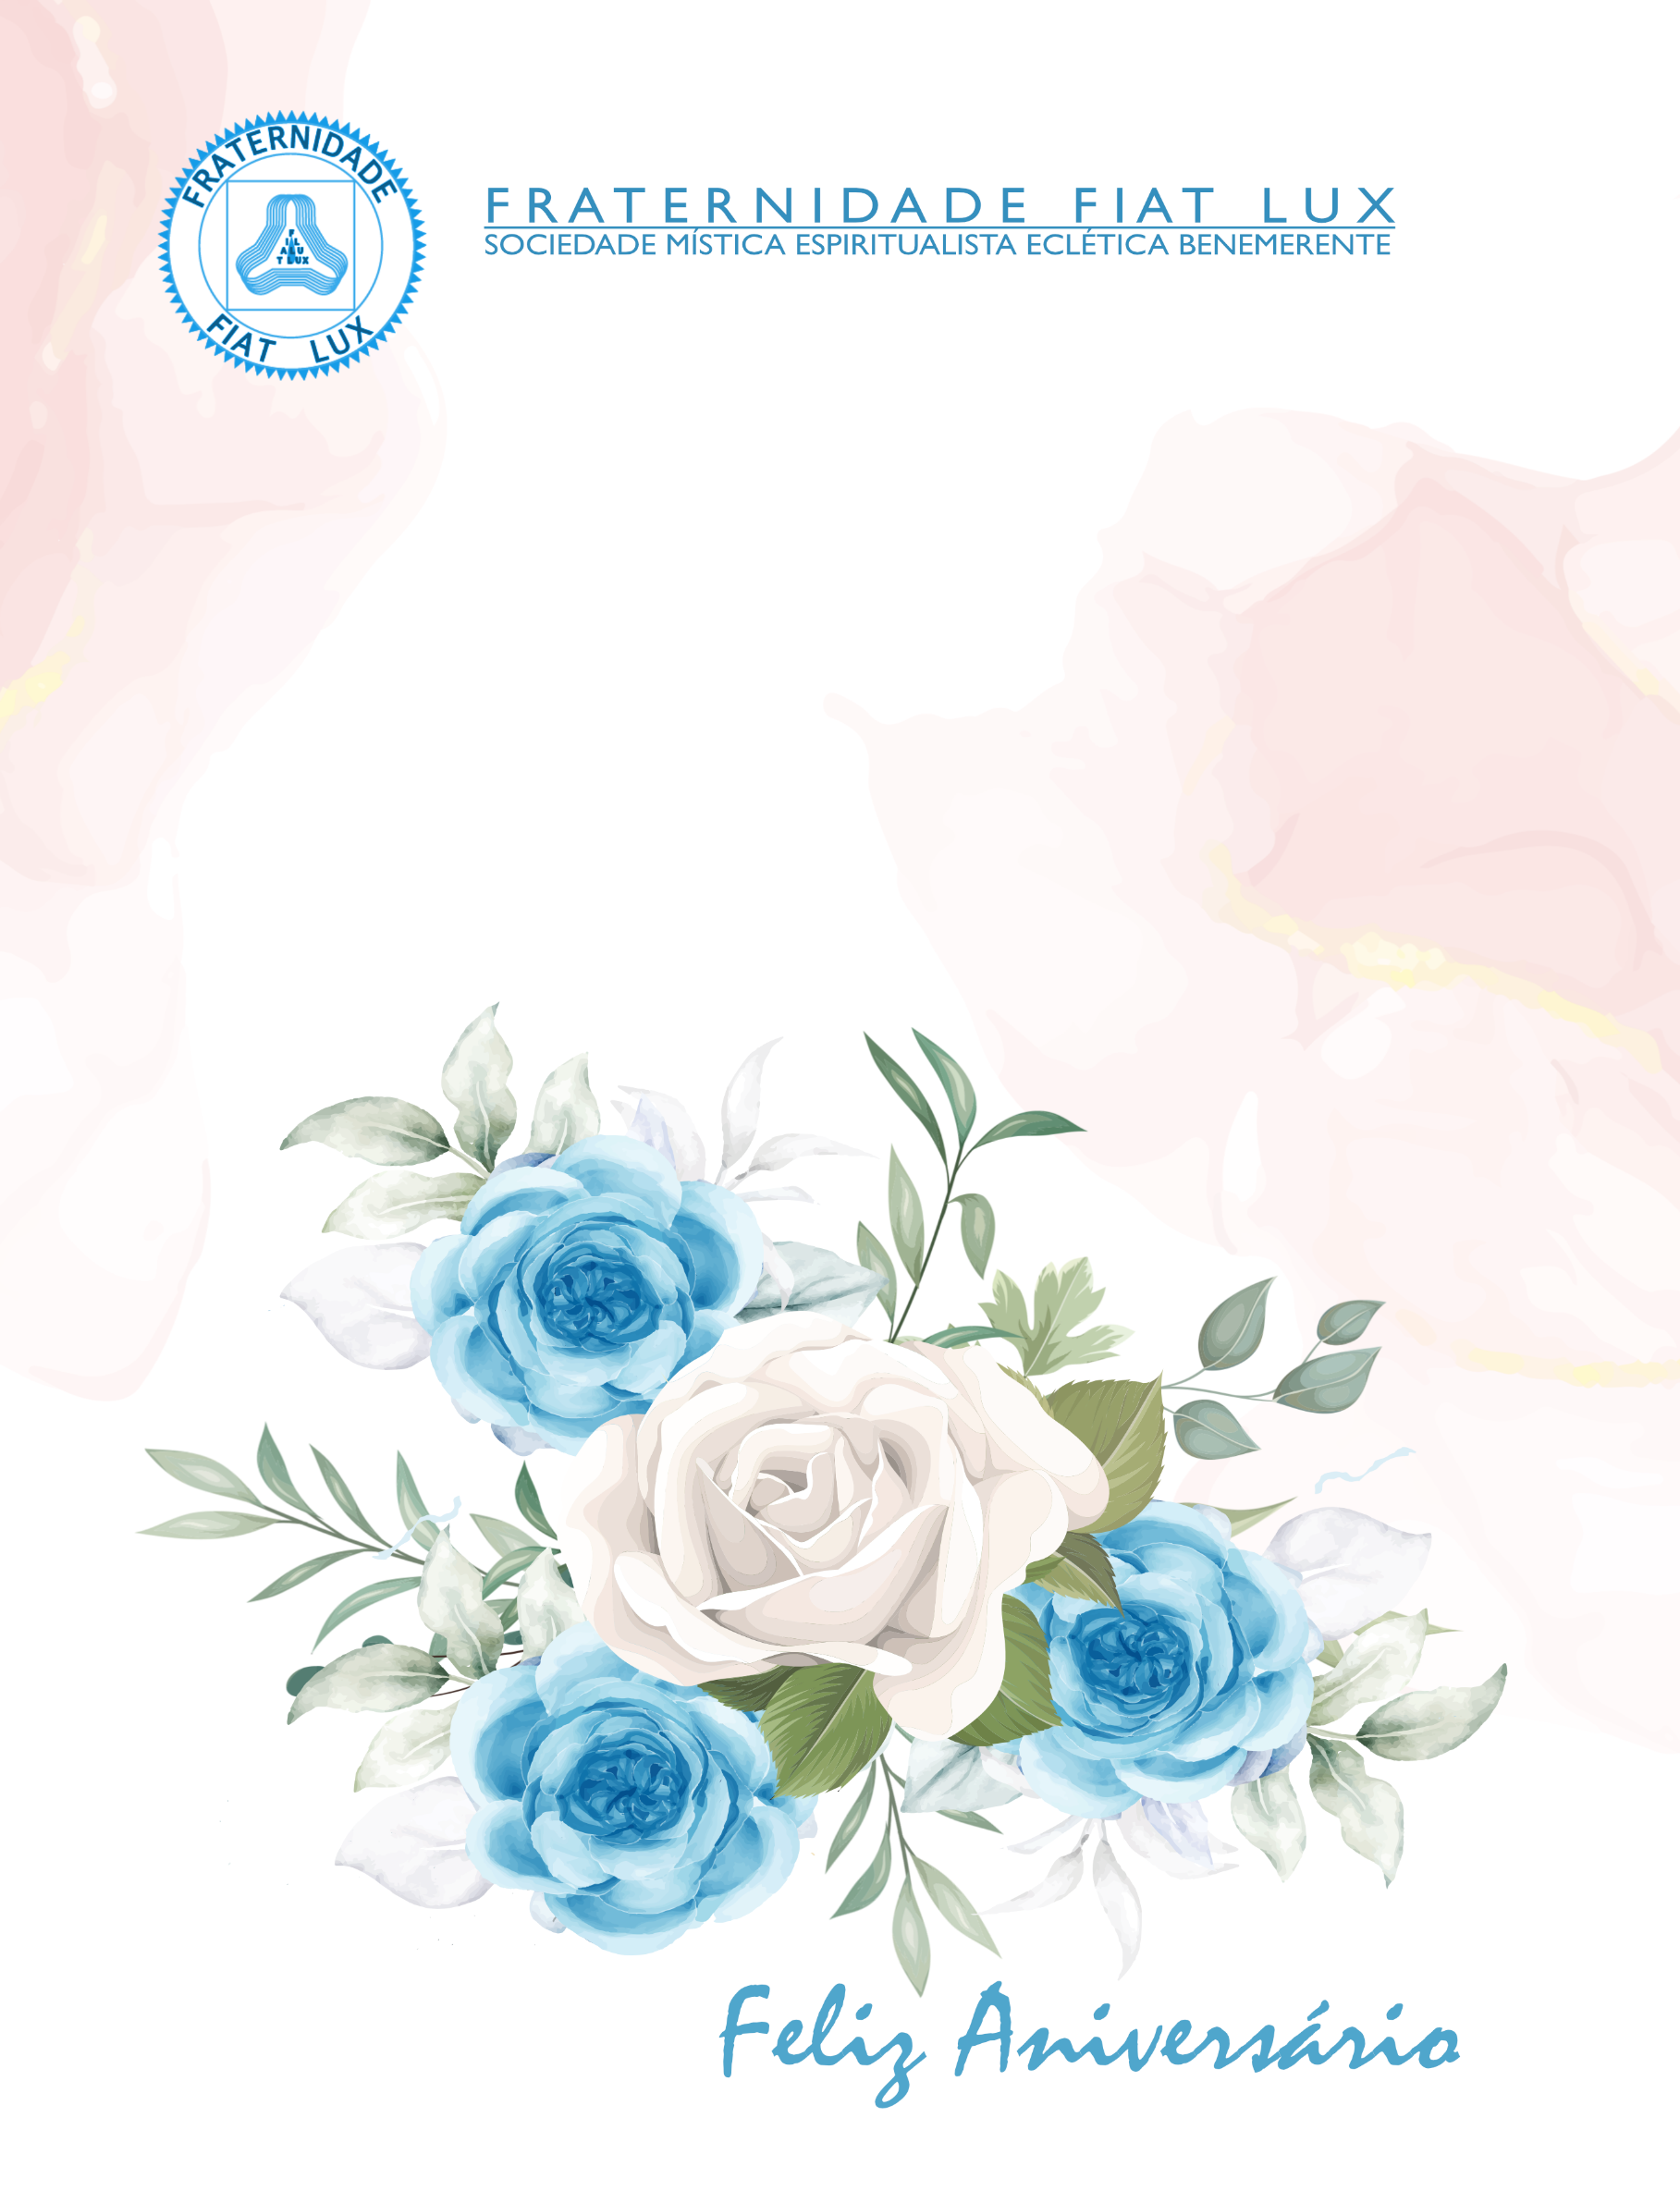 FRATERNIDADE
FIAT LUX
FRATERNIDADE FIAT LUX
SOCIEDADE MÍSTICA ESPIRITUALISTA ECLÉTICA BENEMERENTE
Feliz Aniversário